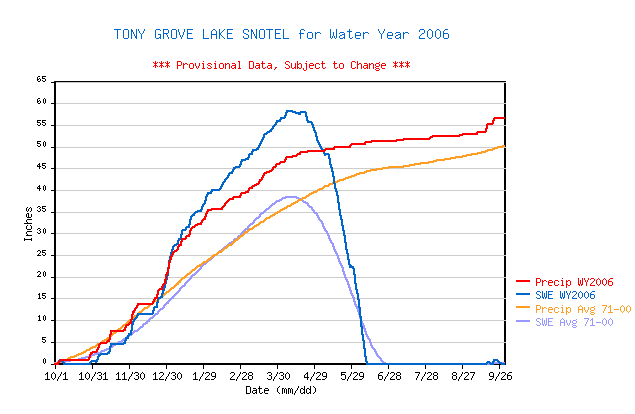 TONY GROVE LAKE SNOTEL for Water Year 2006
*** Provisional Data, Subject to Change ***
65
60
55
50
45
40
35
30
25
20
15
10
5
0
Inches
10/1 10/31 11/30 12/30 1/29 2/28 3/30 4/29 5/29 6/28 7/28 8/27 9/26
Date (mm/dd)
Precip WY2006
SWE WY2006
Precip Avg 71-00
SWE Avg 71-00